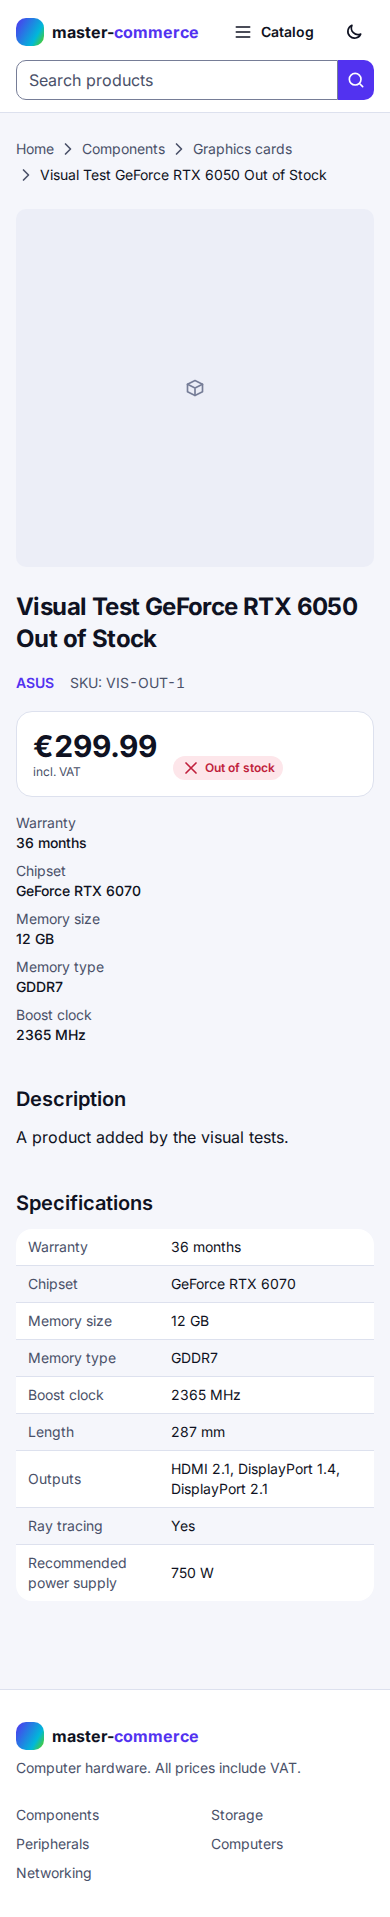 master-commerce
Catalog
Search products
Home > Components > Graphics cards
> Visual Test GeForce RTX 6050 Out of Stock
Visual Test GeForce RTX 6050
Out of Stock
ASUS SKU: VIS-OUT-1
€299.99
incl. VAT
Out of stock
Warranty
36 months
Chipset
GeForce RTX 6070
Memory size
12 GB
Memory type
GDDR7
Boost clock
2365 MHz
Description
A product added by the visual tests.
Specifications
Warranty 36 months
Chipset GeForce RTX 6070
Memory size 12 GB
Memory type GDDR7
Boost clock 2365 MHz
Length 287 mm
Outputs HDMI 2.1, DisplayPort 1.4,
DisplayPort 2.1
Ray tracing Yes
Recommended
power supply 750 W
master-commerce
Computer hardware. All prices include VAT.
Components Storage
Peripherals Computers
Networking